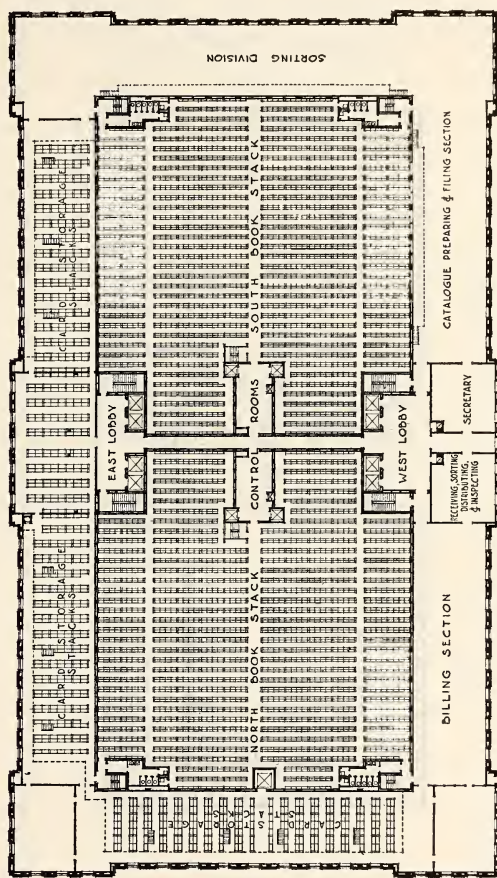 SORTING DIVISION
CARD STORAGE
STACKS
SOUTH BOOK STACK
CATALOGUE PREPARING & FILING SECTION
EAST LOBBY
CONTROL ROOMS
WEST LOBBY
SECRETARY
RECEIVING, SORTING
DISTRIBUTING,
& INSPECTING
CARD STORAGE
STACKS
NORTH BOOK STACK
BILLING SECTION
CARD STORAGE
STACKS